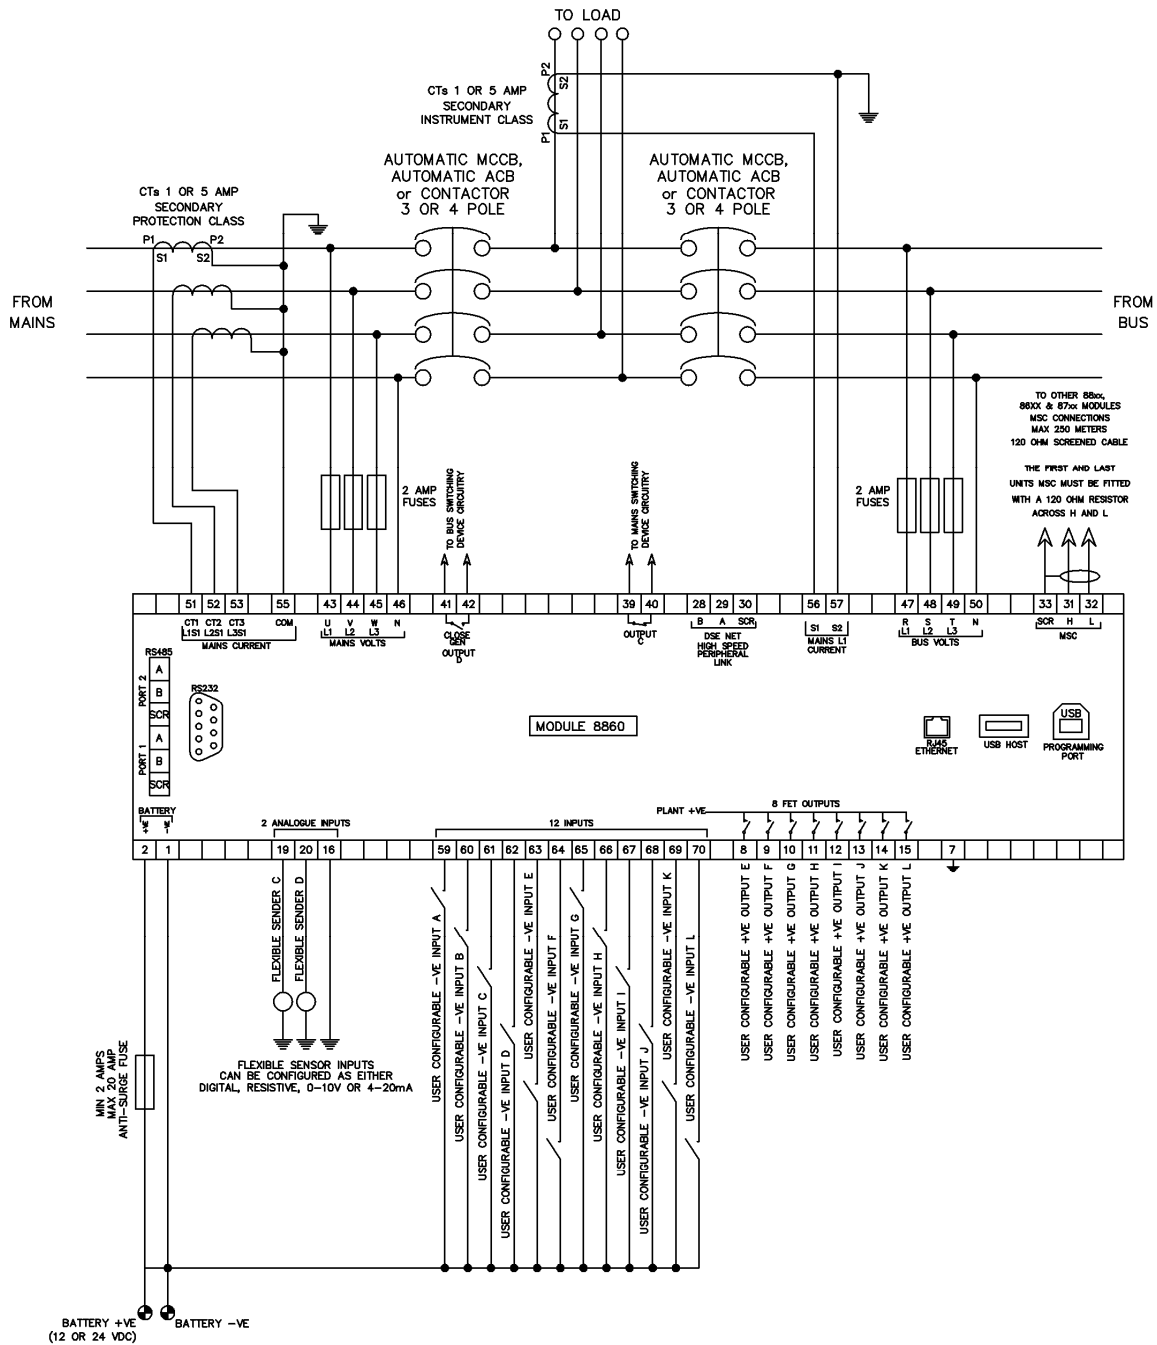 TO LOAD
P2
S2
CTs 1 OR 5 AMP
SECONDARY
INSTRUMENT CLASS
P1
S1
AUTOMATIC MCCB,
AUTOMATIC ACB
or CONTACTOR
3 OR 4 POLE
AUTOMATIC MCCB,
AUTOMATIC ACB
or CONTACTOR
3 OR 4 POLE
CTs 1 OR 5 AMP
SECONDARY
PROTECTION CLASS
P1 P2
S1 S2
FROM
MAINS
FROM
BUS
TO OTHER 88xx,
86XX & 87xx MODULES
MSC CONNECTIONS
MAX 250 METERS
120 OHM SCREENED CABLE
THE FIRST AND LAST
UNITS MSC MUST BE FITTED
WITH A 120 OHM RESISTOR
ACROSS H AND L
2 AMP
FUSES
TO BUS SWITCHING
DEVICE CIRCUITRY
TO MAINS SWITCHING
DEVICE CIRCUITRY
2 AMP
FUSES
51 52 53 55 43 44 45 46 41 42 39 40 28 29 30 56 57 47 48 49 50 33 31 32
CT1 CT2 CT3 COM
L1S1 L2S1 L3S1
MAINS CURRENT
U V W N
L1 L2 L3
MAINS VOLTS
CLOSE
GEN
OUTPUT
D
OUTPUT
C
B A SCR
DSE NET
HIGH SPEED
PERIPHERAL
LINK
S1 S2
MAINS L1
CURRENT
R S T N
L1 L2 L3
BUS VOLTS
SCR H L
MSC
RS485
PORT 2
A
B
SCR
PORT 1
A
B
SCR
RS232
MODULE 8860
RJ45
ETHERNET
USB HOST
USB
PROGRAMMING
PORT
BATTERY
+VE
-VE
2 ANALOGUE INPUTS
12 INPUTS
PLANT +VE
8 FET OUTPUTS
2 1 19 20 16 59 60 61 62 63 64 65 66 67 68 69 70 8 9 10 11 12 13 14 15 7
FLEXIBLE SENDER C
FLEXIBLE SENDER D
FLEXIBLE SENSOR INPUTS
CAN BE CONFIGURED AS EITHER
DIGITAL, RESISTIVE, 0-10V OR 4-20mA
USER CONFIGURABLE -VE INPUT A
USER CONFIGURABLE -VE INPUT B
USER CONFIGURABLE -VE INPUT C
USER CONFIGURABLE -VE INPUT D
USER CONFIGURABLE -VE INPUT E
USER CONFIGURABLE -VE INPUT F
USER CONFIGURABLE -VE INPUT G
USER CONFIGURABLE -VE INPUT H
USER CONFIGURABLE -VE INPUT I
USER CONFIGURABLE -VE INPUT J
USER CONFIGURABLE -VE INPUT K
USER CONFIGURABLE -VE INPUT L
USER CONFIGURABLE +VE OUTPUT E
USER CONFIGURABLE +VE OUTPUT F
USER CONFIGURABLE +VE OUTPUT G
USER CONFIGURABLE +VE OUTPUT H
USER CONFIGURABLE +VE OUTPUT I
USER CONFIGURABLE +VE OUTPUT J
USER CONFIGURABLE +VE OUTPUT K
USER CONFIGURABLE +VE OUTPUT L
MIN 2 AMPS
MAX 20 AMP
ANTI-SURGE FUSE
BATTERY +VE
(12 OR 24 VDC)
BATTERY -VE